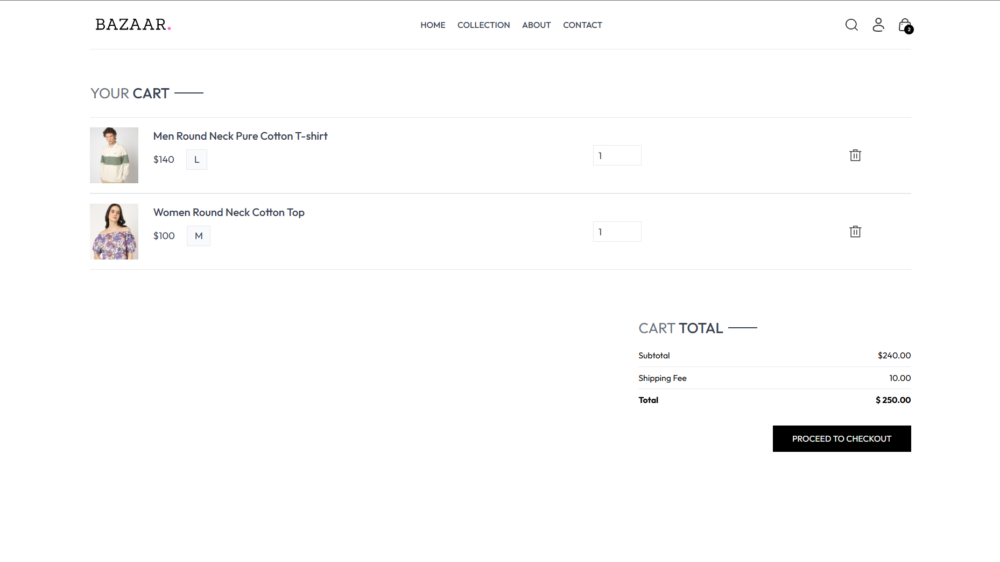 BAZAAR.
HOME COLLECTION ABOUT CONTACT
2
YOUR CART
Men Round Neck Pure Cotton T-shirt
$140 L 1
Women Round Neck Cotton Top
$100 M 1
CART TOTAL
Subtotal $240.00
Shipping Fee 10.00
Total $ 250.00
PROCEED TO CHECKOUT